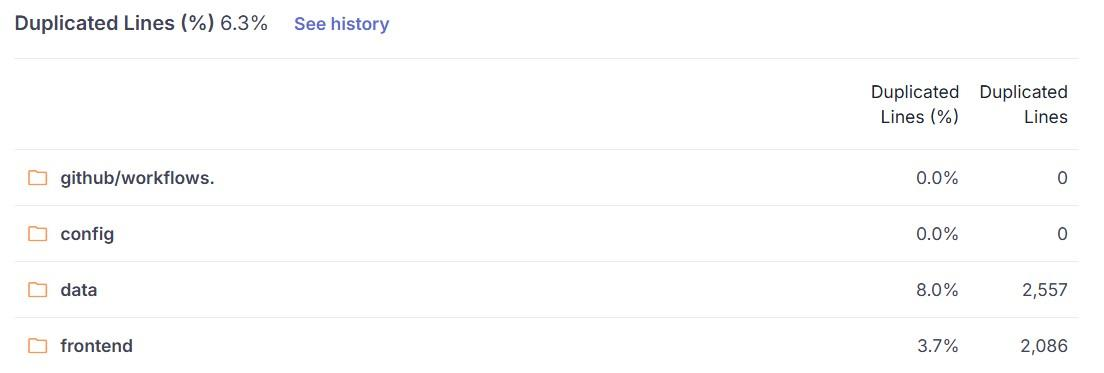 Duplicated Lines (%) 6.3% See history
Duplicated Lines (%) Duplicated Lines
github/workflows. 0.0% 0
config 0.0% 0
data 8.0% 2,557
frontend 3.7% 2,086